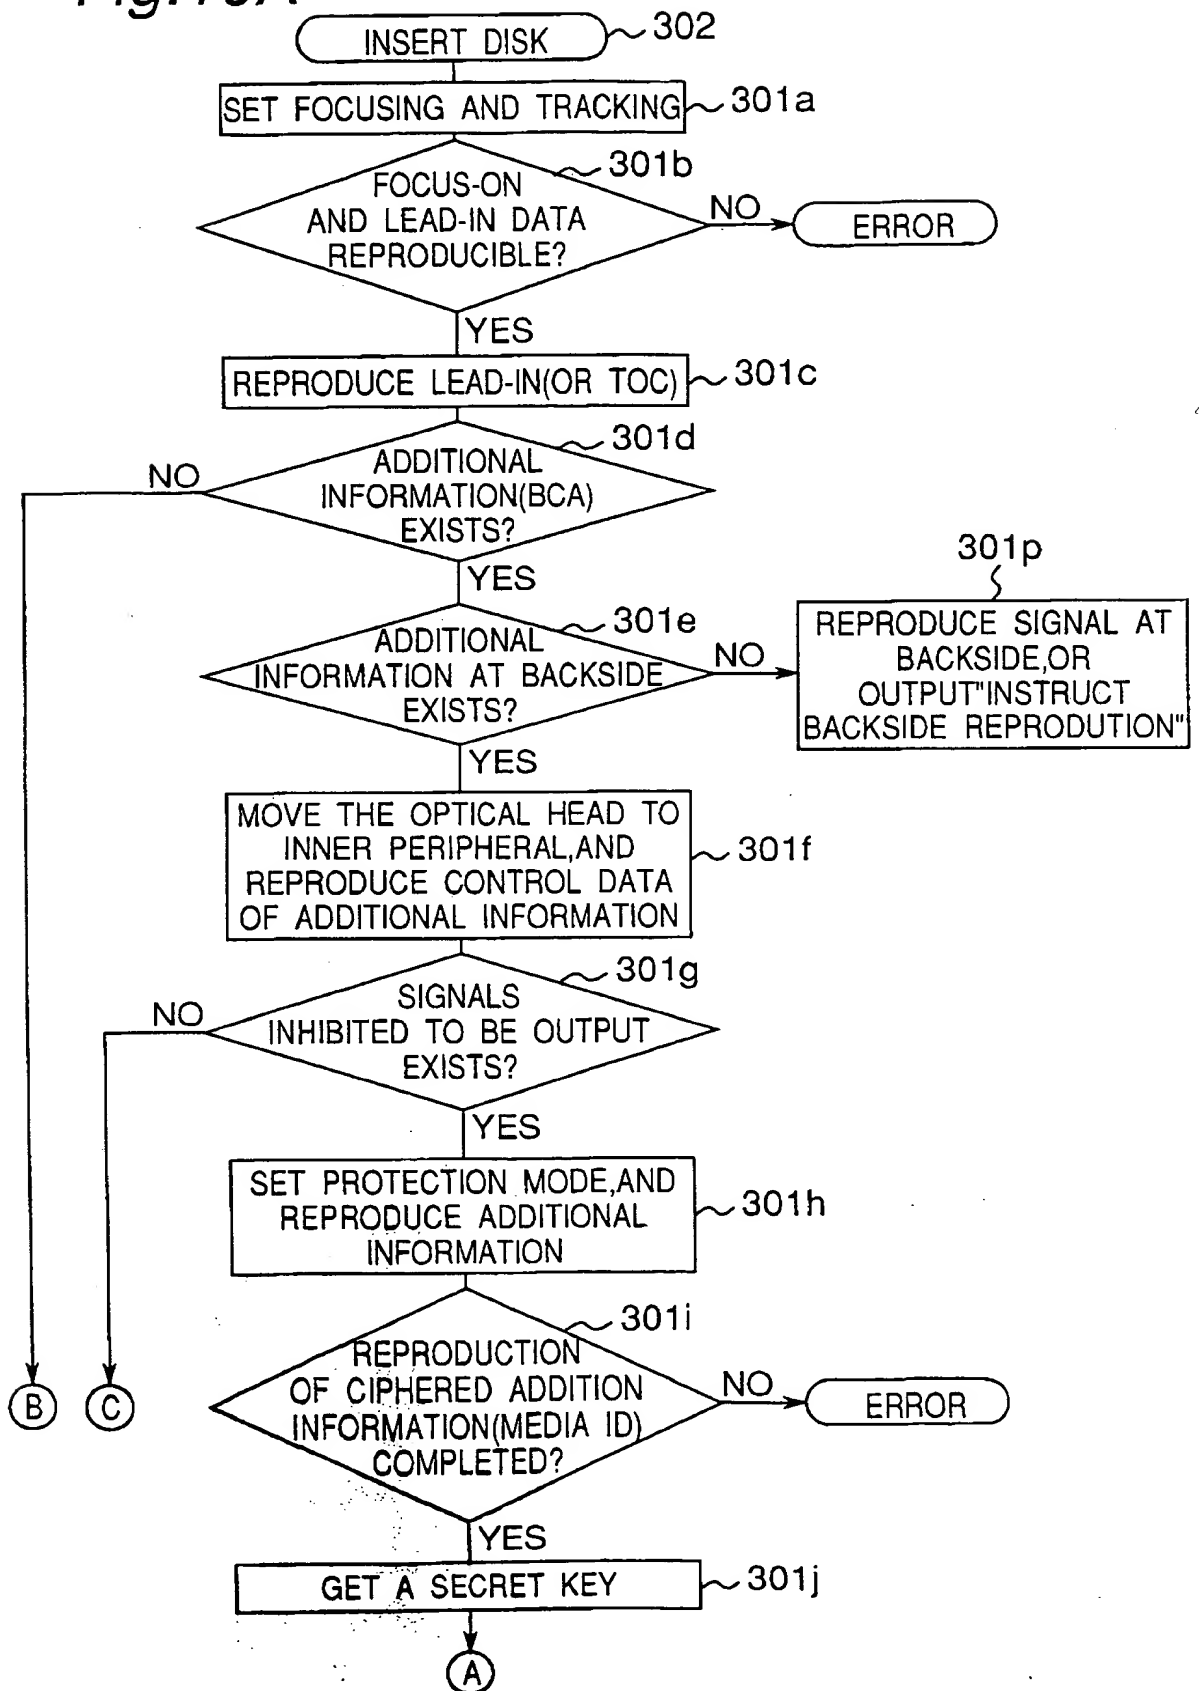 INSERT DISK
302
SET FOCUSING AND TRACKING
301a
301b
FOCUS-ON
AND LEAD-IN DATA
REPRODUCIBLE?
NO
ERROR
YES
REPRODUCE LEAD-IN(OR TOC)
301c
301d
NO
ADDITIONAL
INFORMATION(BCA)
EXISTS?
YES
301p
301e
ADDITIONAL
INFORMATION AT BACKSIDE
EXISTS?
NO
REPRODUCE SIGNAL AT
BACKSIDE,OR
OUTPUT"INSTRUCT
BACKSIDE REPRODUTION"
YES
MOVE THE OPTICAL HEAD TO
INNER PERIPHERAL,AND
REPRODUCE CONTROL DATA
OF ADDITIONAL INFORMATION
301f
301g
NO
SIGNALS
INHIBITED TO BE OUTPUT
EXISTS?
YES
SET PROTECTION MODE,AND
REPRODUCE ADDITIONAL
INFORMATION
301h
301i
REPRODUCTION
OF CIPHERED ADDITION
INFORMATION(MEDIA ID)
COMPLETED?
NO
ERROR
B
C
YES
GET A SECRET KEY
301j
A